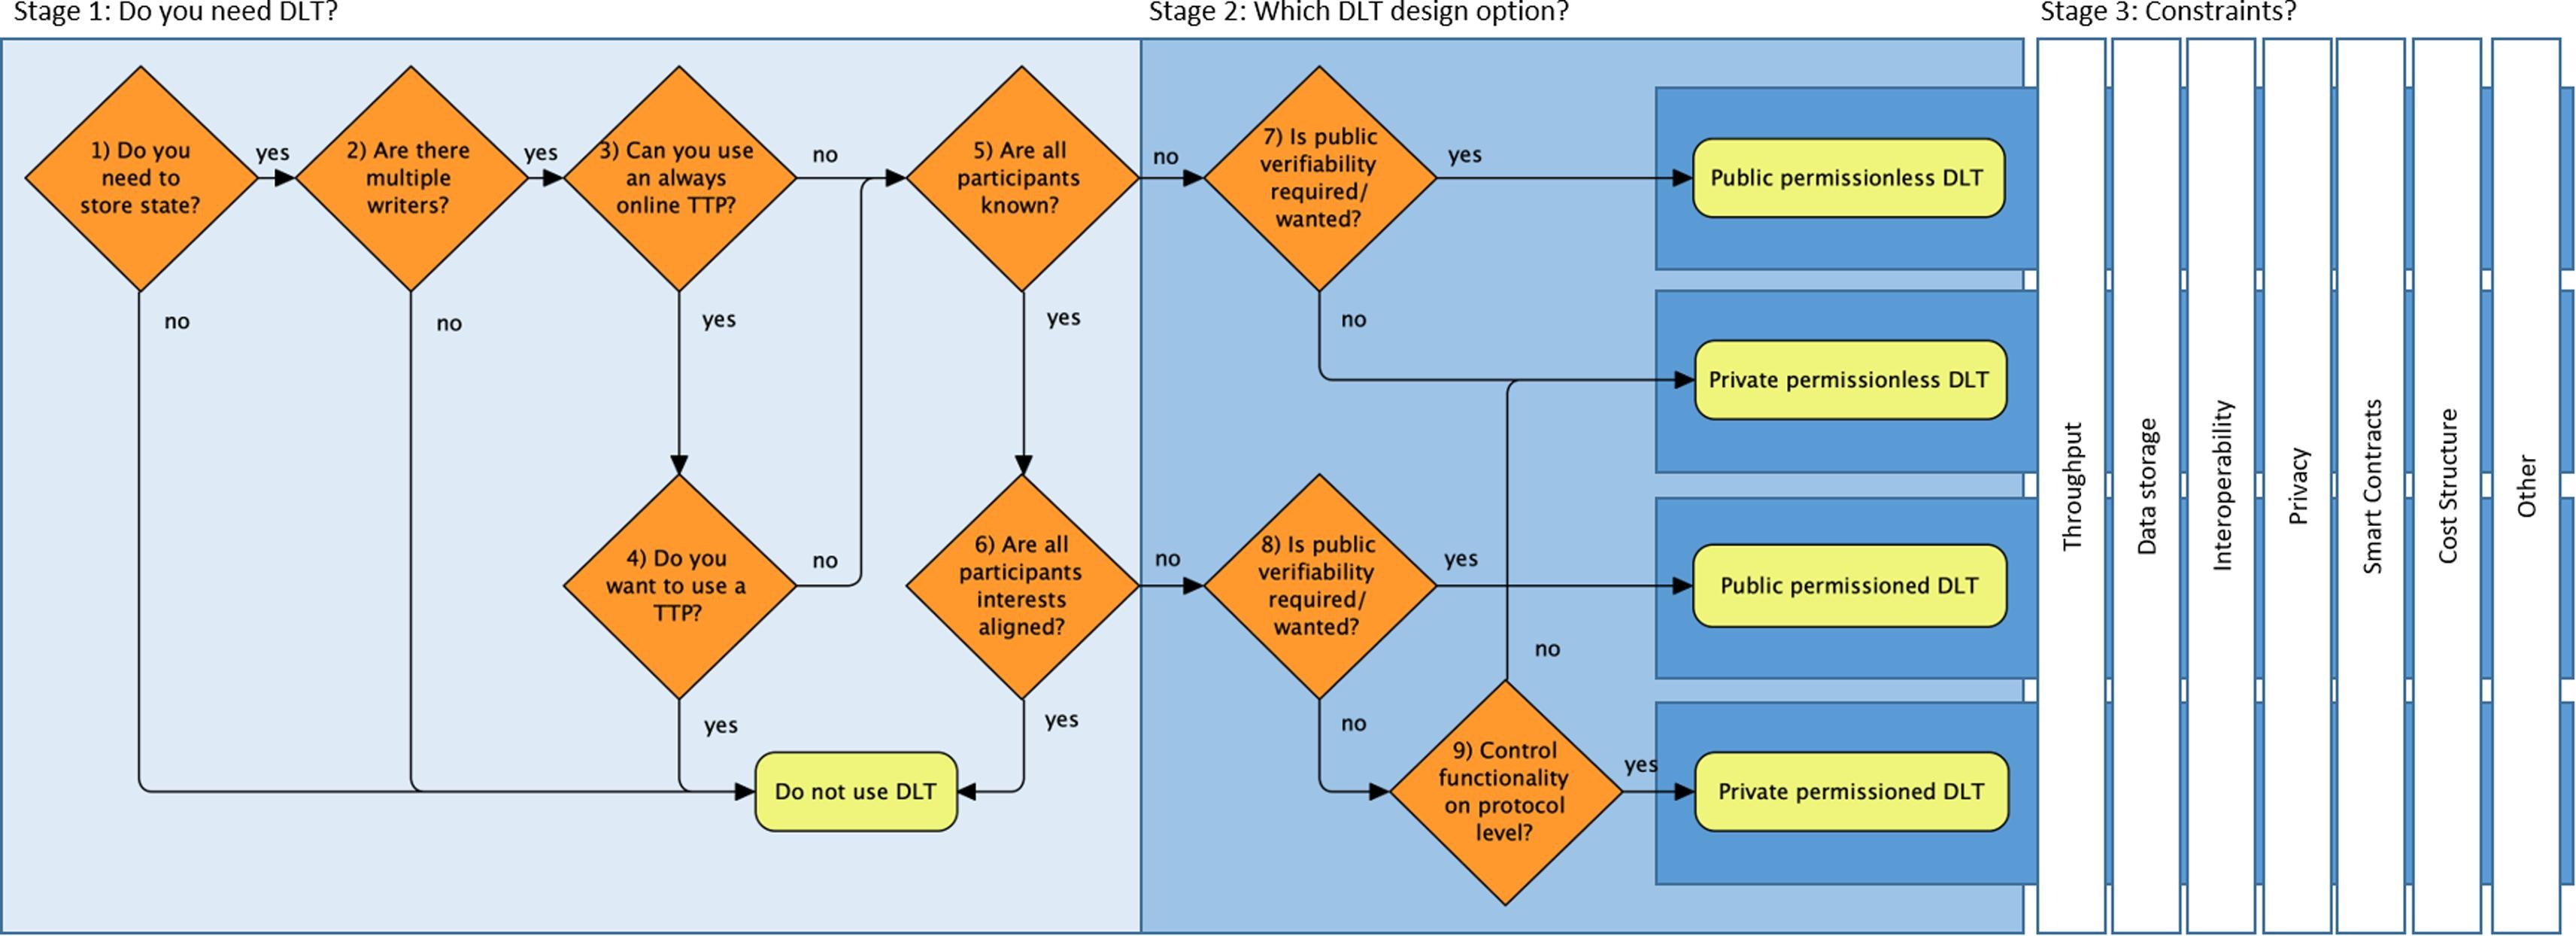 Stage 1: Do you need DLT?
Stage 2: Which DLT design option?
Stage 3: Constraints?
1) Do you
need to
store state?
yes
no
2) Are there
multiple
writers?
yes
no
3) Can you use
an always
online TTP?
no
yes
4) Do you
want to use a
TTP?
no
yes
5) Are all
participants
known?
no
yes
6) Are all
participants
interests
aligned?
no
yes
Do not use DLT
7) Is public
verifiability
required/
wanted?
yes
no
8) Is public
verifiability
required/
wanted?
yes
no
9) Control
functionality
on protocol
level?
no
yes
Public permissionless DLT
Private permissionless DLT
Public permissioned DLT
Private permissioned DLT
Throughput
Data storage
Interoperability
Privacy
Smart Contracts
Cost Structure
Other